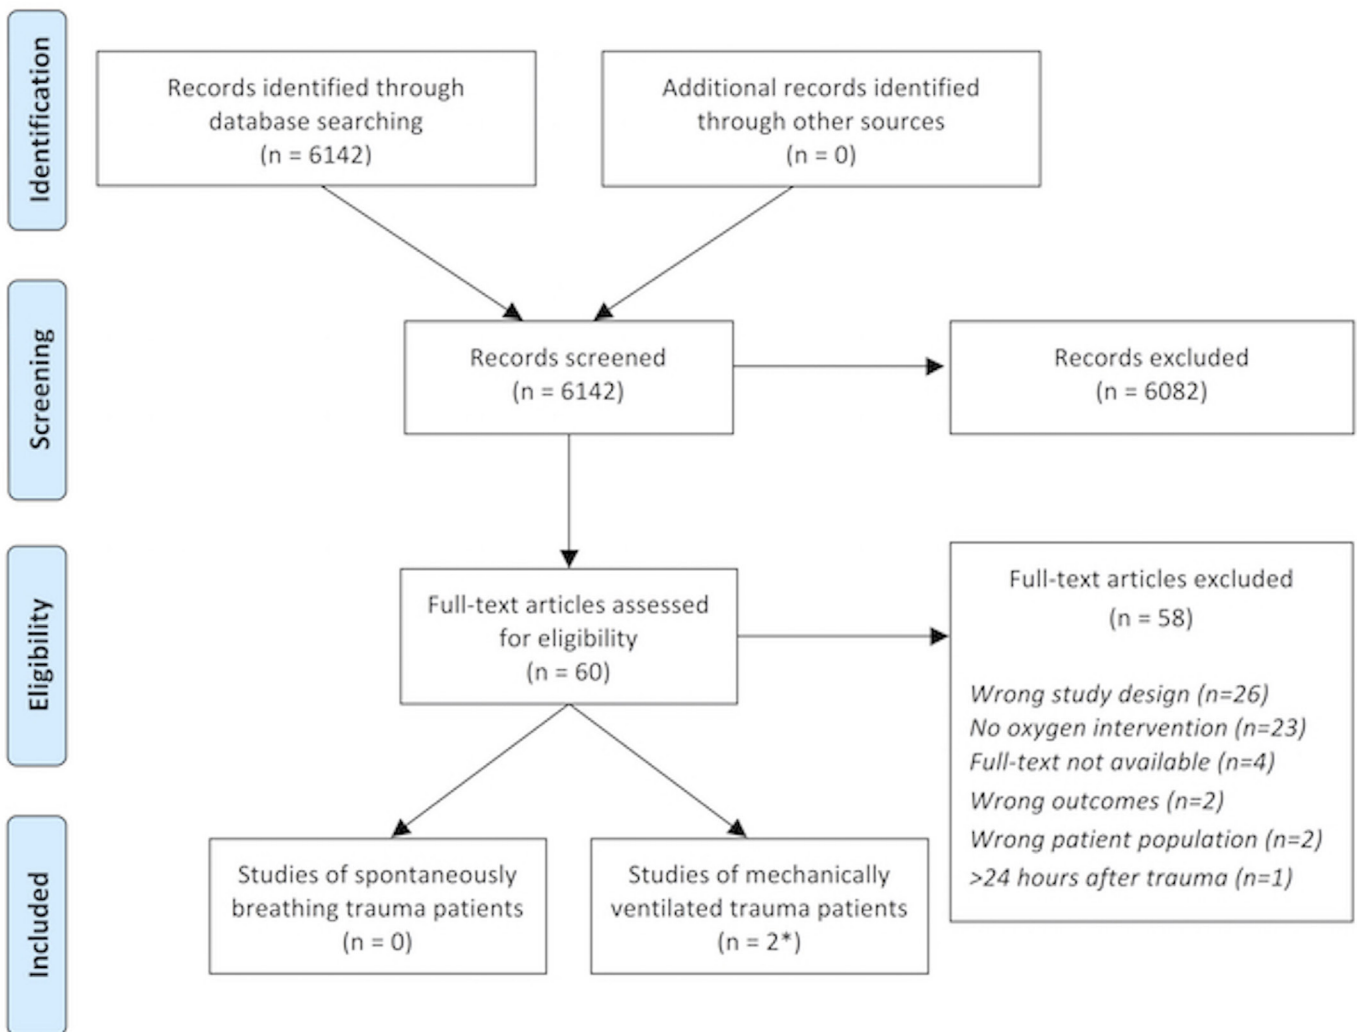 Identification
Records identified through
database searching
(n = 6142)
Additional records identified
through other sources
(n = 0)
Screening
Records screened
(n = 6142)
Records excluded
(n = 6082)
Eligibility
Full-text articles assessed
for eligibility
(n = 60)
Full-text articles excluded
(n = 58)
Wrong study design (n=26)
No oxygen intervention (n=23)
Full-text not available (n=4)
Wrong outcomes (n=2)
Wrong patient population (n=2)
>24 hours after trauma (n=1)
Included
Studies of spontaneously
breathing trauma patients
(n = 0)
Studies of mechanically
ventilated trauma patients
(n = 2*)